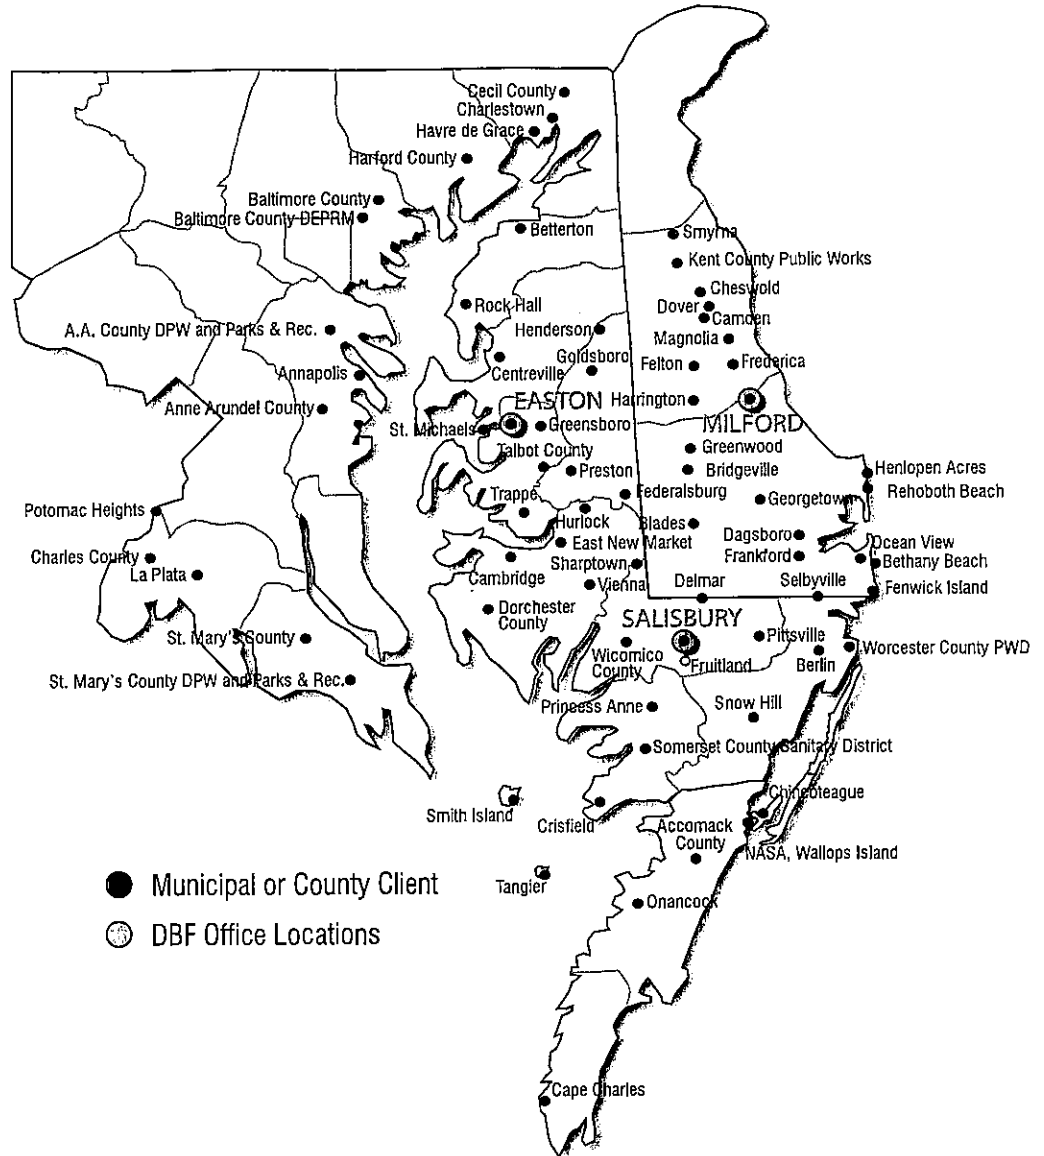 Cecil County
Charlestown
Havre de Grace
Harford County
Baltimore County
Baltimore County DEPRM
Betterton
Smyrna
Kent County Public Works
Cheswold
Rock Hall
Dover
Camden
A.A. County DPW and Parks & Rec.
Henderson
Magnolia
Goldsboro
Felton
Frederica
Annapolis
Centreville
EASTON
Harrington
Anne Arundel County
MILFORD
St. Michaels
Greensboro
Greenwood
Talbot County
Preston
Bridgeville
Henlopen Acres
Rehoboth Beach
Trappe
Federalsburg
Georgetown
Potomac Heights
Hurlock
Blades
Dagsboro
East New Market
Ocean View
Charles County
Frankford
Bethany Beach
La Plata
Cambridge
Sharptown
Vienna
Delmar
Selbyville
Fenwick Island
Dorchester
County
SALISBURY
St. Mary's County
Pittsville
Worcester County PWD
Wicomico
County
Fruitland
Berlin
St. Mary's County DPW and Parks & Rec.
Princess Anne
Snow Hill
Somerset County Sanitary District
Chincoteague
Smith Island
Crisfield
Accomack
County
NASA, Wallops Island
Tangier
Municipal or County Client
Onancock
DBF Office Locations
Cape Charles